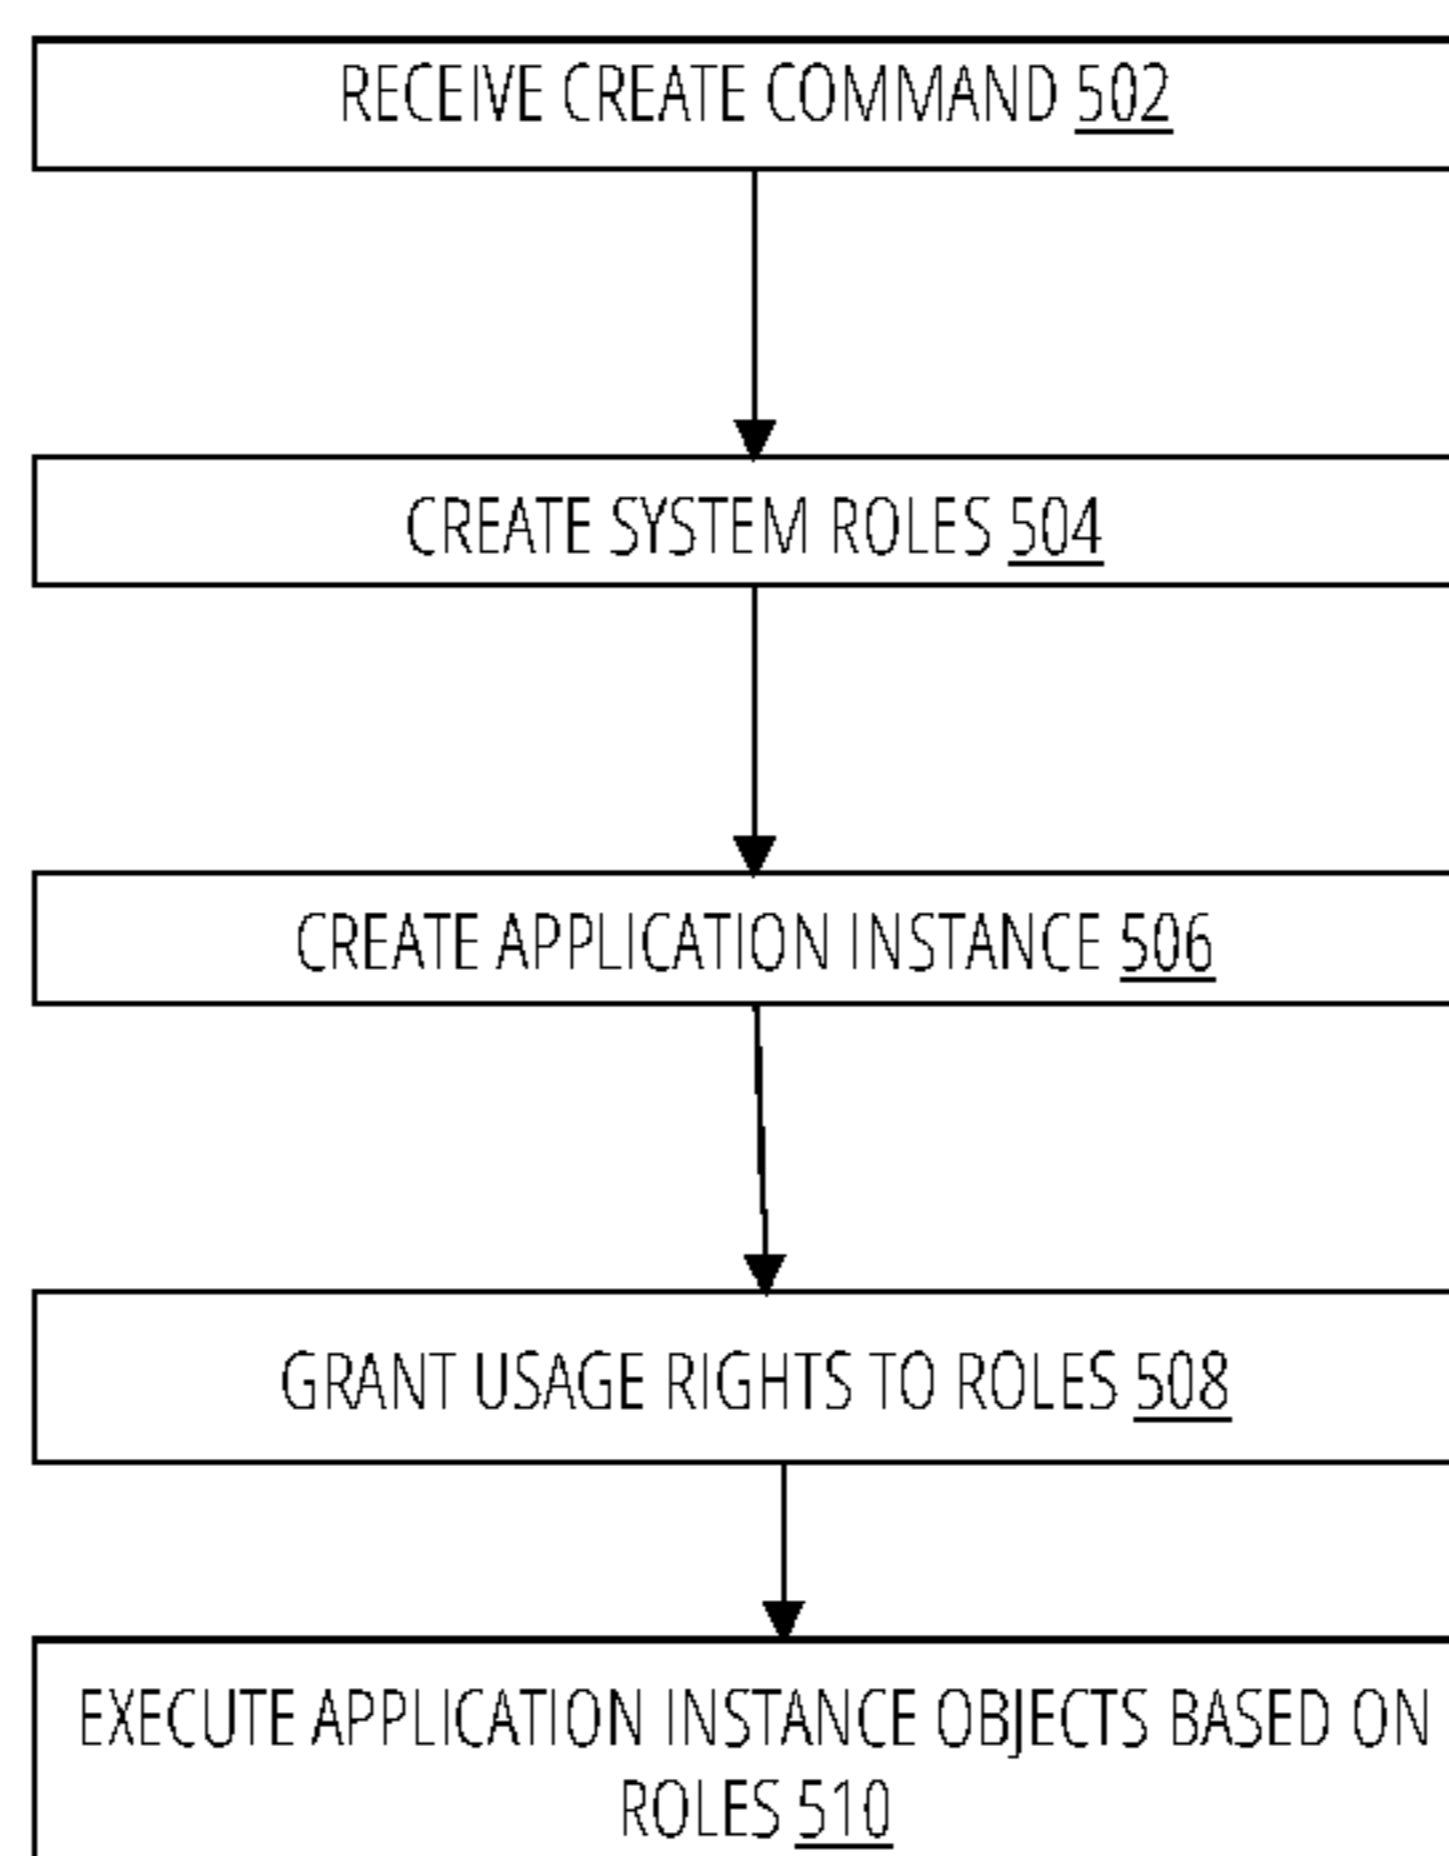 RECEIVE CREATE COMMAND 502
CREATE SYSTEM ROLES 504
CREATE APPLICATION INSTANCE 506
GRANT USAGE RIGHTS TO ROLES 508
EXECUTE APPLICATION INSTANCE OBJECTS BASED ON
ROLES 510